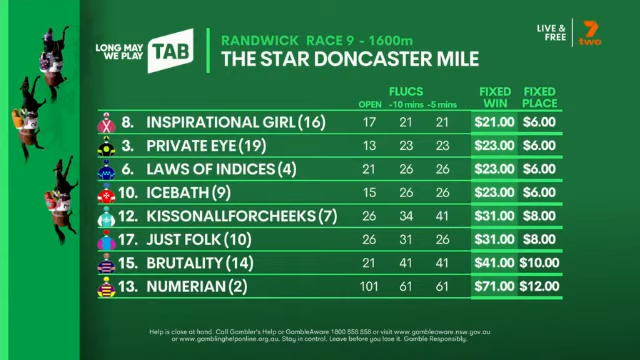 LONG MAY
WE PLAY
TAB
RANDWICK RACE 9 - 1600m
THE STAR DONCASTER MILE
LIVE &
FREE
7
two
FLUCS
FIXED FIXED
OPEN -10 mins -5 mins WIN PLACE
8. INSPIRATIONAL GIRL (16) 17 21 21 $21.00 $6.00
3. PRIVATE EYE (19) 13 23 23 $23.00 $6.00
6. LAWS OF INDICES (4) 21 26 26 $23.00 $6.00
10. ICEBATH (9) 15 26 26 $23.00 $6.00
12. KISSONALLFORCHEEKS (7) 26 34 41 $31.00 $8.00
17. JUST FOLK (10) 26 31 26 $31.00 $8.00
15. BRUTALITY (14) 21 41 41 $41.00 $10.00
13. NUMERIAN (2) 101 61 61 $71.00 $12.00
Help is close at hand. Call Gambler's Help or GambleAware 1800 858 858 or visit www.gambleaware.nsw.gov.au
or www.gamblinghelponline.org.au. Stay in control. Leave before you lose it. Gamble Responsibly.